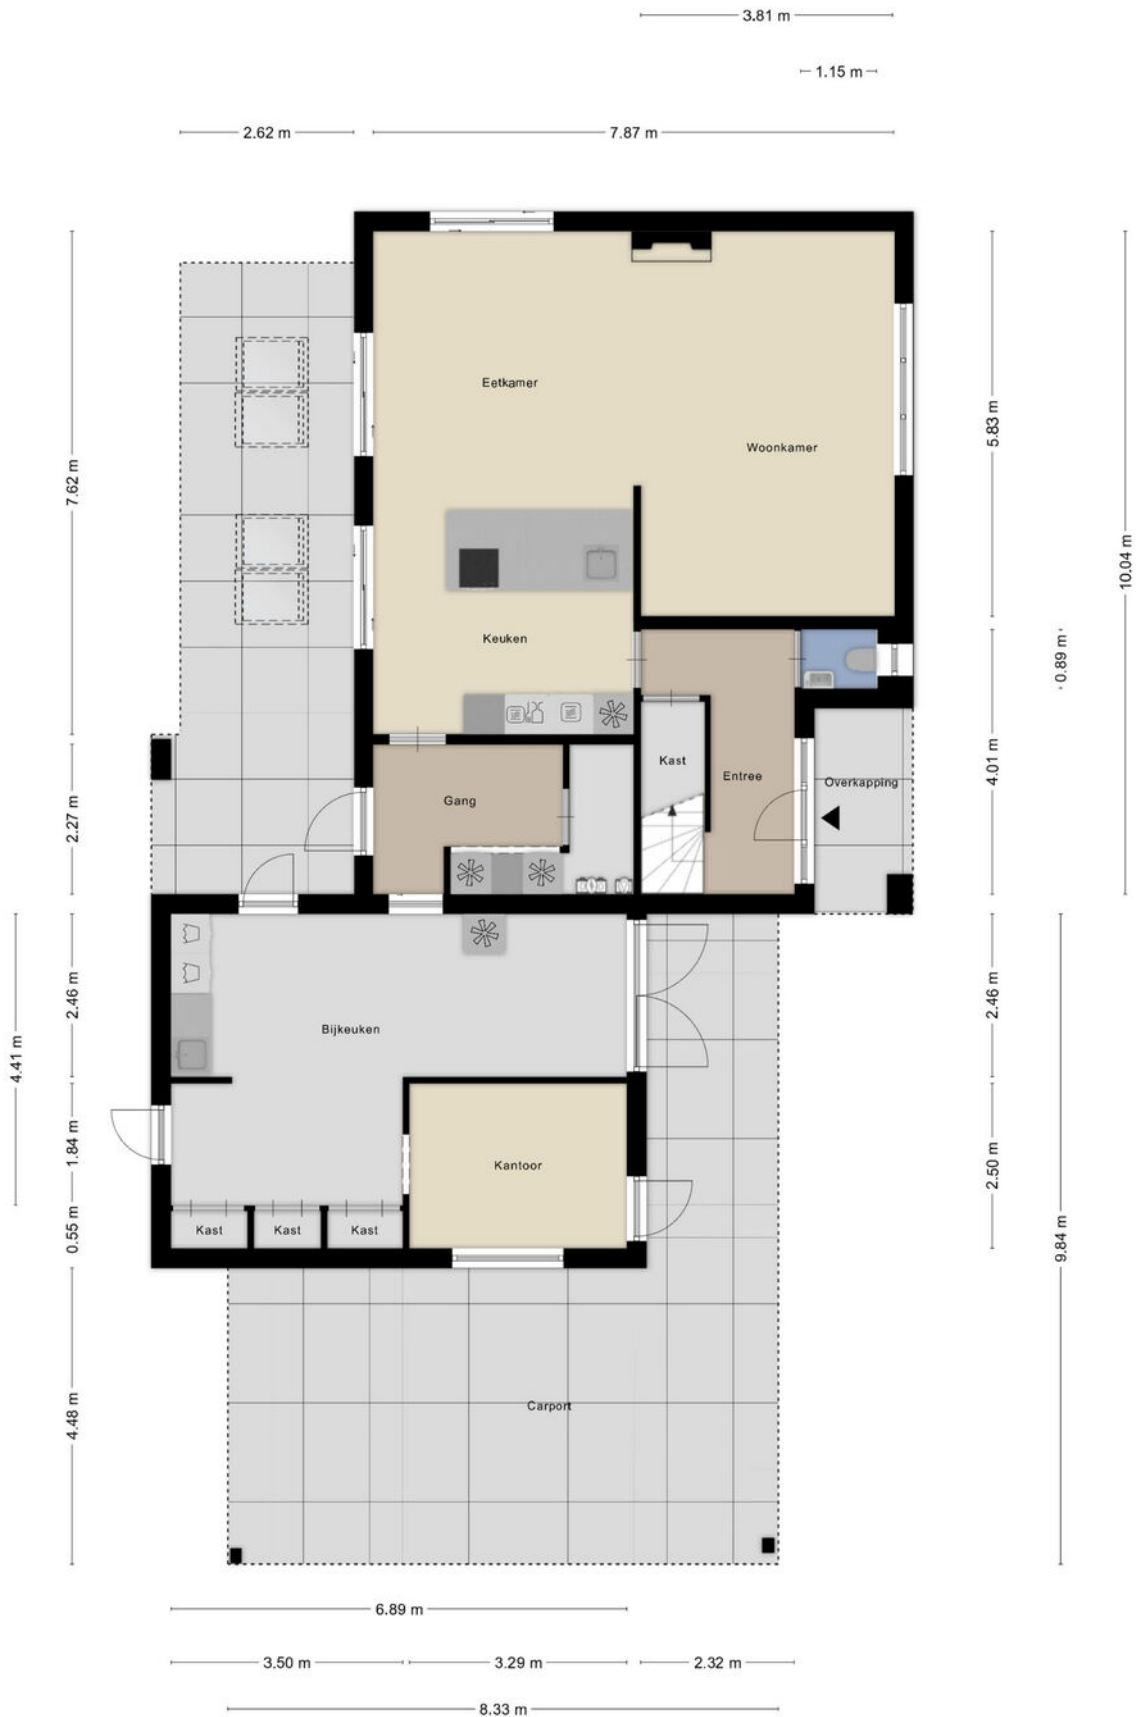 3.81 m
1.15 m
2.62 m
7.87 m
Eetkamer
Woonkamer
5.83 m
7.62 m
10.04 m
Keuken
0.89 m
Kast
Entree
Overkapping
4.01 m
Gang
2.27 m
2.46 m
2.46 m
4.41 m
Bijkeuken
1.84 m
Kantoor
2.50 m
0.55 m
Kast
Kast
Kast
9.84 m
4.48 m
Carport
6.89 m
3.50 m
3.29 m
2.32 m
8.33 m